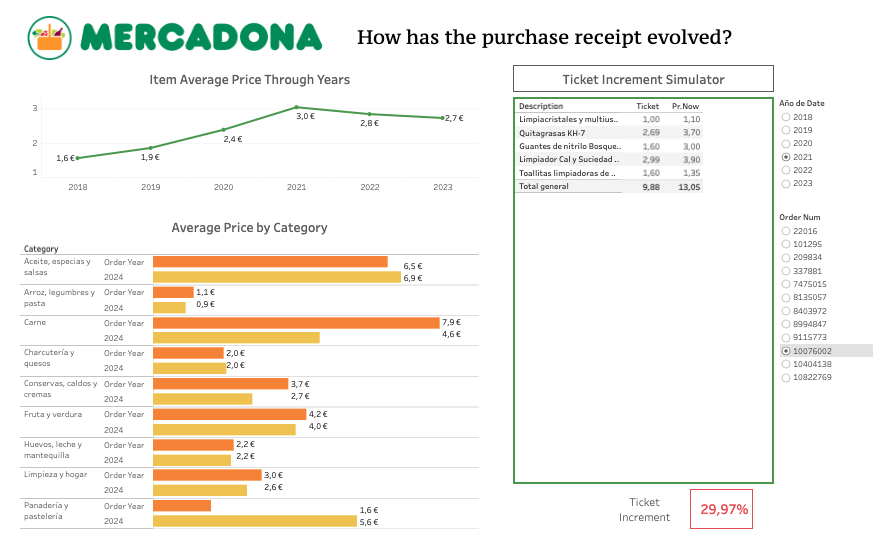 MERCADONA
How has the purchase receipt evolved?
Item Average Price Through Years
3
2
1
1,6 €
1,9 €
2,4 €
3,0 €
2,8 €
2,7 €
2018 2019 2020 2021 2022 2023
Average Price by Category
Category
Aceite, especias y salsas
Order Year 6,5 €
2024 6,9 €
Arroz, legumbres y pasta
Order Year 1,1 €
2024 0,9 €
Carne
Order Year 7,9 €
2024 4,6 €
Charcutería y quesos
Order Year 2,0 €
2024 2,0 €
Conservas, caldos y cremas
Order Year 3,7 €
2024 2,7 €
Fruta y verdura
Order Year 4,2 €
2024 4,0 €
Huevos, leche y mantequilla
Order Year 2,2 €
2024 2,2 €
Limpieza y hogar
Order Year 3,0 €
2024 2,6 €
Panadería y pastelería
Order Year 1,6 €
2024 5,6 €
Ticket Increment Simulator
Description Ticket Pr.Now
Limpiacristales y multius.. 1,00 1,10
Quitagrasas KH-7 2,69 3,70
Guantes de nitrilo Bosque.. 1,60 3,00
Limpiador Cal y Suciedad .. 2,99 3,90
Toallitas limpiadoras de .. 1,60 1,35
Total general 9,88 13,05
Ticket Increment
29,97%
Año de Date
2018
2019
2020
2021
2022
2023
Order Num
22016
101295
209834
337881
7475015
8135057
8403972
8994847
9115773
10076002
10404138
10822769